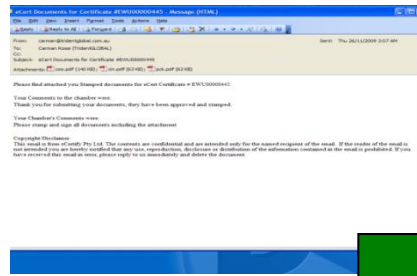 eCert Documents for Certificate #EWU00000445 - Message (HTML)
File Edit View Insert Format Tools Actions Help
Reply Reply to All Forward
From: carmen@tridentglobal.com.au Sent: Thu 26/11/2009 3:07 AM
To: Carmen Rossi (TridentGLOBAL)
Cc:
Subject: eCert Documents for Certificate #EWU00000445
Attachments:
Please find attached you Stamped documents for eCert Certificate # EWU00000445.
Your Comments to the chamber were:
Thank you for submitting your documents, they have been approved and stamped.
Your Chamber's Comments were:
Please stamp and sign all documents including the attachment
Copyright Disclaimer
This email is from eCertify Pty Ltd. The contents are confidential and are intended only for the named recipient of the email. If the reader of the email is
not intended you are hereby notified that any use, reproduction, disclosure or distribution of the information contained in the email is prohibited. If you
have received this email in error, please reply to us immediately and delete the document.